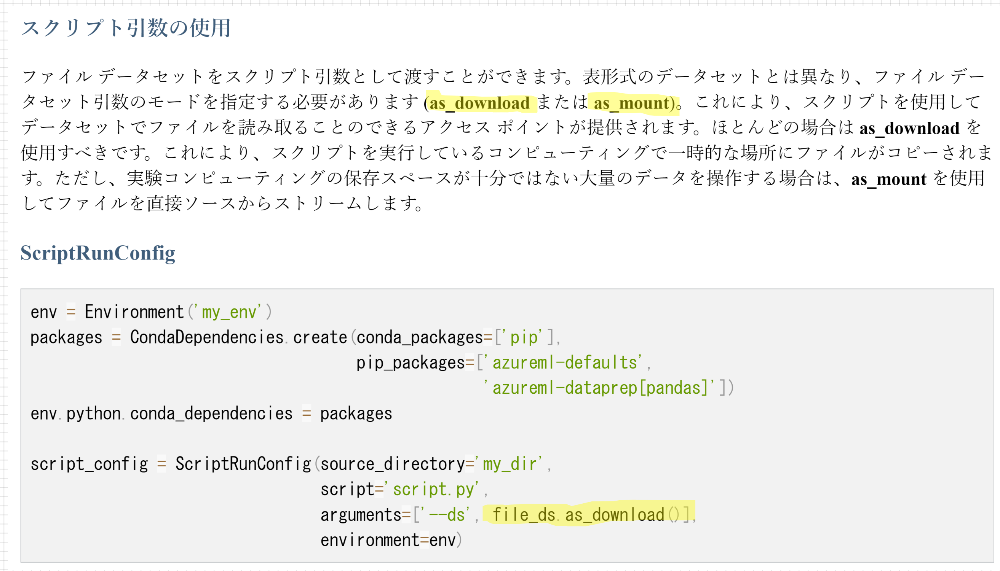 スクリプト引数の使用
ファイル データセットをスクリプト引数として渡すことができます。表形式のデータセットとは異なり、ファイル デー
タセット引数のモードを指定する必要があります (as_download または as_mount)。これにより、スクリプトを使用して
データセットでファイルを読み取ることのできるアクセス ポイントが提供されます。ほとんどの場合は as_download を
使用すべきです。これにより、スクリプトを実行しているコンピューティングで一時的な場所にファイルがコピーされま
す。ただし、実験コンピューティングの保存スペースが十分ではない大量のデータを操作する場合は、as_mount を使用
してファイルを直接ソースからストリームします。
ScriptRunConfig
env = Environment('my_env')
packages = CondaDependencies.create(conda_packages=['pip'],
pip_packages=['azureml-defaults',
'azureml-dataprep[pandas]'])
env.python.conda_dependencies = packages
script_config = ScriptRunConfig(source_directory='my_dir',
script='script.py',
arguments=['--ds', file_ds.as_download()],
environment=env)